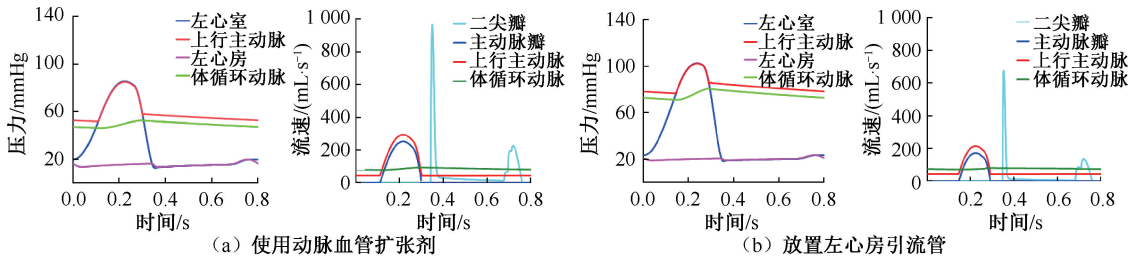 压力/mmHg
140
100
60
20
0.0 0.2 0.4 0.6 0.8
时间/s
左心室
上行主动脉
左心房
体循环动脉
流速/(mL·s⁻¹)
1 000
800
600
400
200
0
0.0 0.2 0.4 0.6 0.8
时间/s
二尖瓣
主动脉瓣
上行主动脉
体循环动脉
(a) 使用动脉血管扩张剂
压力/mmHg
140
100
60
20
0.0 0.2 0.4 0.6 0.8
时间/s
左心室
上行主动脉
左心房
体循环动脉
流速/(mL·s⁻¹)
1 000
800
600
400
200
0
0.0 0.2 0.4 0.6 0.8
时间/s
二尖瓣
主动脉瓣
上行主动脉
体循环动脉
(b) 放置左心房引流管